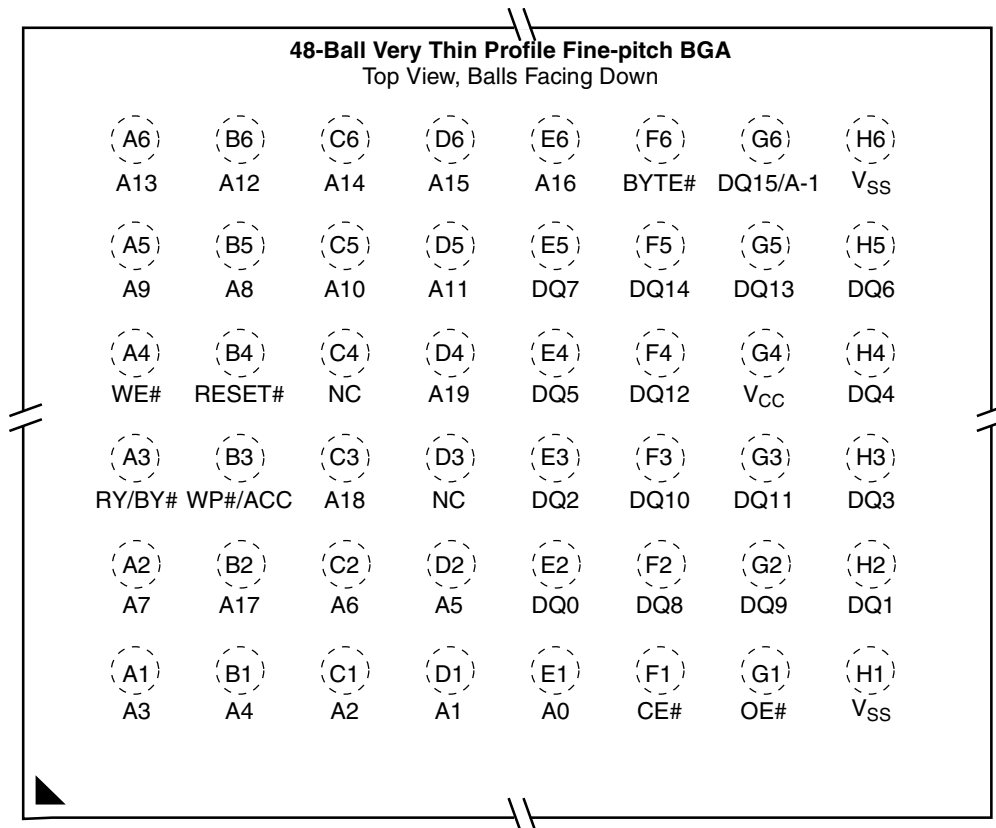 48-Ball Very Thin Profile Fine-pitch BGA
Top View, Balls Facing Down
A6 B6 C6 D6 E6 F6 G6 H6
A13 A12 A14 A15 A16 BYTE# DQ15/A-1 VSS
A5 B5 C5 D5 E5 F5 G5 H5
A9 A8 A10 A11 DQ7 DQ14 DQ13 DQ6
A4 B4 C4 D4 E4 F4 G4 H4
WE# RESET# NC A19 DQ5 DQ12 VCC DQ4
A3 B3 C3 D3 E3 F3 G3 H3
RY/BY# WP#/ACC A18 NC DQ2 DQ10 DQ11 DQ3
A2 B2 C2 D2 E2 F2 G2 H2
A7 A17 A6 A5 DQ0 DQ8 DQ9 DQ1
A1 B1 C1 D1 E1 F1 G1 H1
A3 A4 A2 A1 A0 CE# OE# VSS